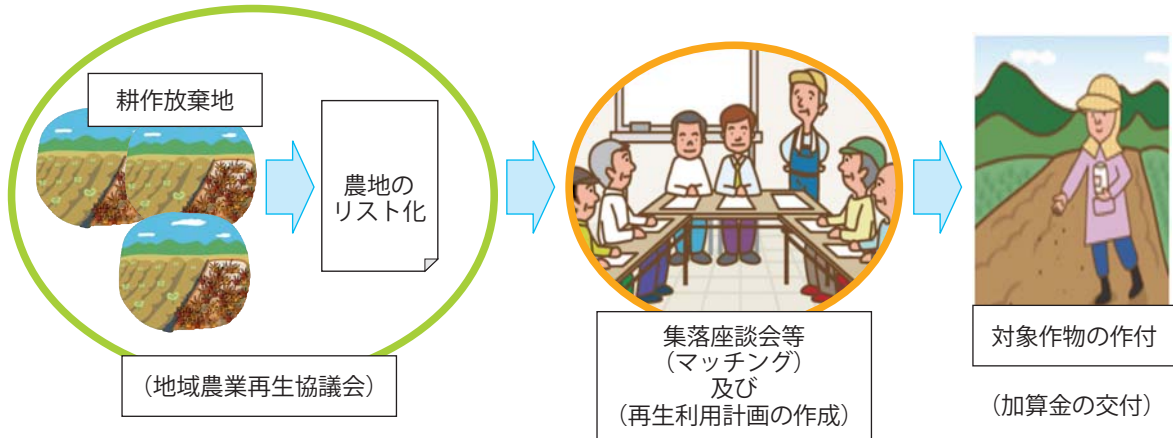 耕作放棄地
農地の
リスト化
（地域農業再生協議会）
集落座談会等
（マッチング）
及び
（再生利用計画の作成）
対象作物の作付
（加算金の交付）